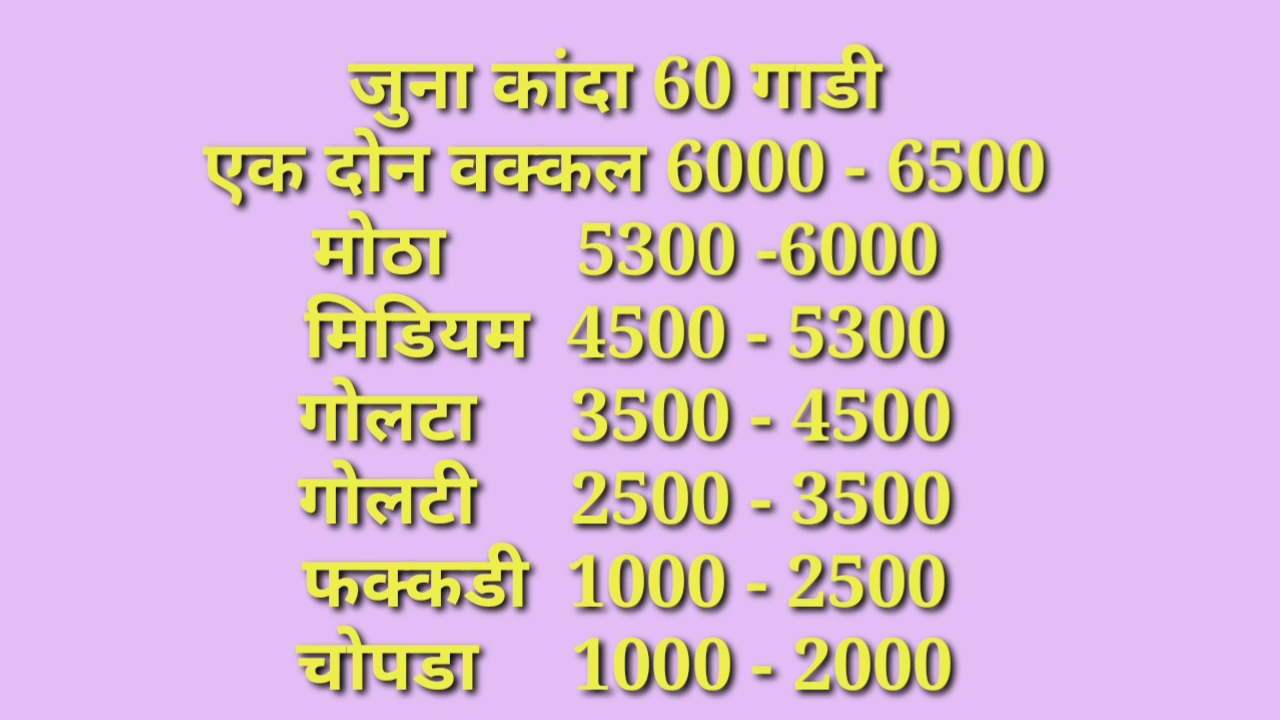 जुना कांदा 60 गाडी
एक दोन वक्कल 6000 - 6500
मोठा 5300 -6000
मिडियम 4500 - 5300
गोलटा 3500 - 4500
गोलटी 2500 - 3500
फक्कडी 1000 - 2500
चोपडा 1000 - 2000